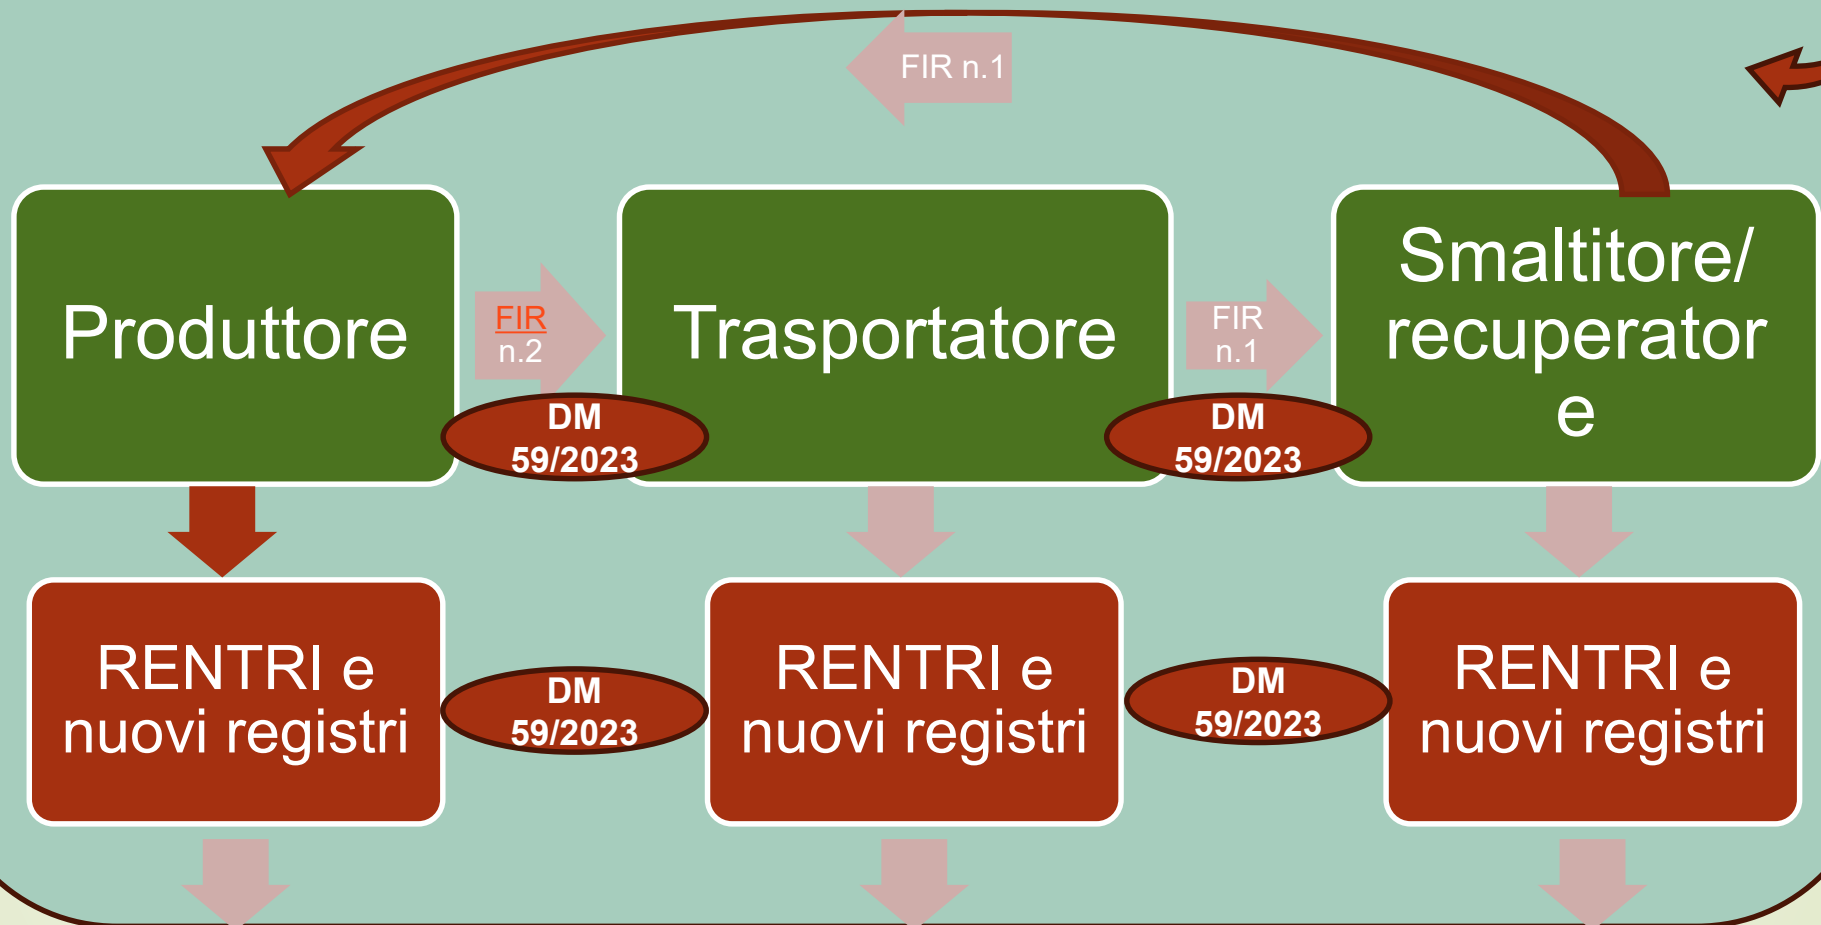 FIR n.1
Produttore
FIR
n.2
Trasportatore
FIR
n.1
Smaltitore/
recuperator
e
DM
59/2023
DM
59/2023
RENTRI e
nuovi registri
DM
59/2023
RENTRI e
nuovi registri
DM
59/2023
RENTRI e
nuovi registri